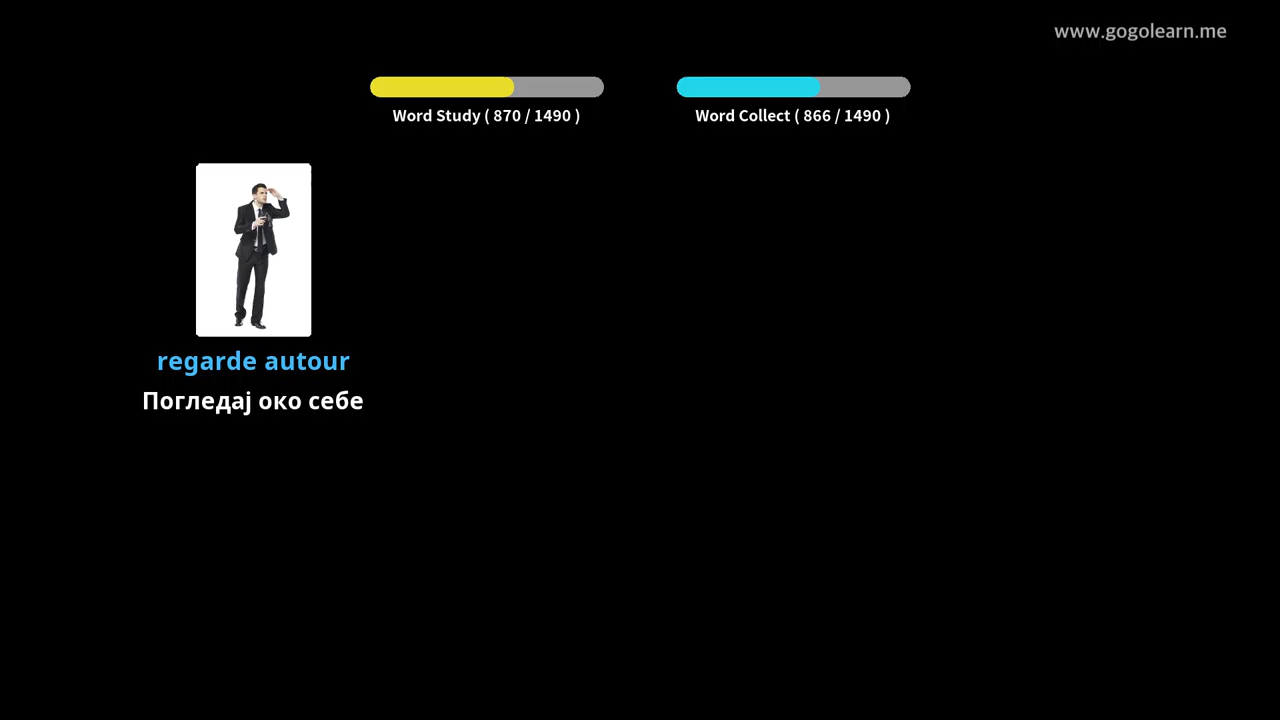 www.gogolearn.me
Word Study ( 870 / 1490 )
Word Collect ( 866 / 1490 )
regarde autour
Погледај око себе